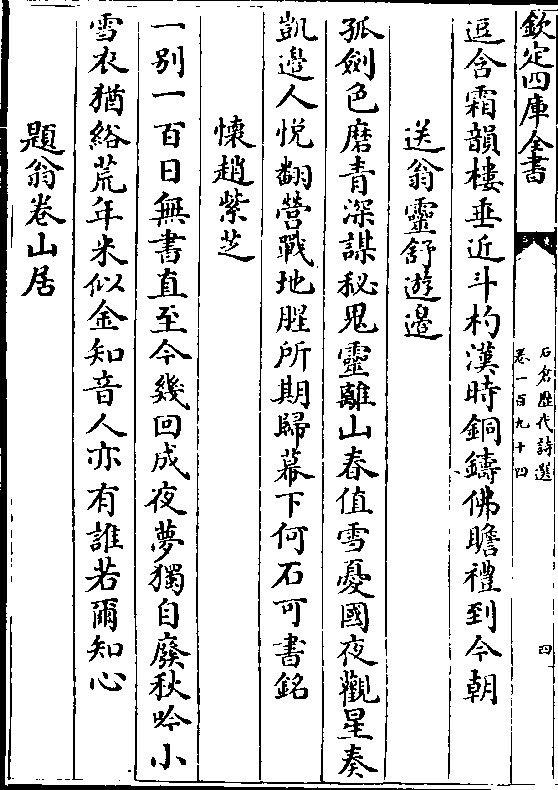 欽定四庫全書
石倉歷代詩選
卷一百九十四
四
逕含霜韻樓垂近斗杓漢時銅鑄佛瞻禮到今朝
送翁靈舒遊邉
孤劍色磨青深謀秘鬼靈離山春值雪憂國夜觀星奏
凱邉人悦翻營戰地腥所期歸幕下何石可書銘
懐趙紫芝
一别一百日無書直至今幾回成夜夢獨自廢秋吟小
雪衣猶綌荒年米似金知音人亦有誰若爾知心
題翁卷山居